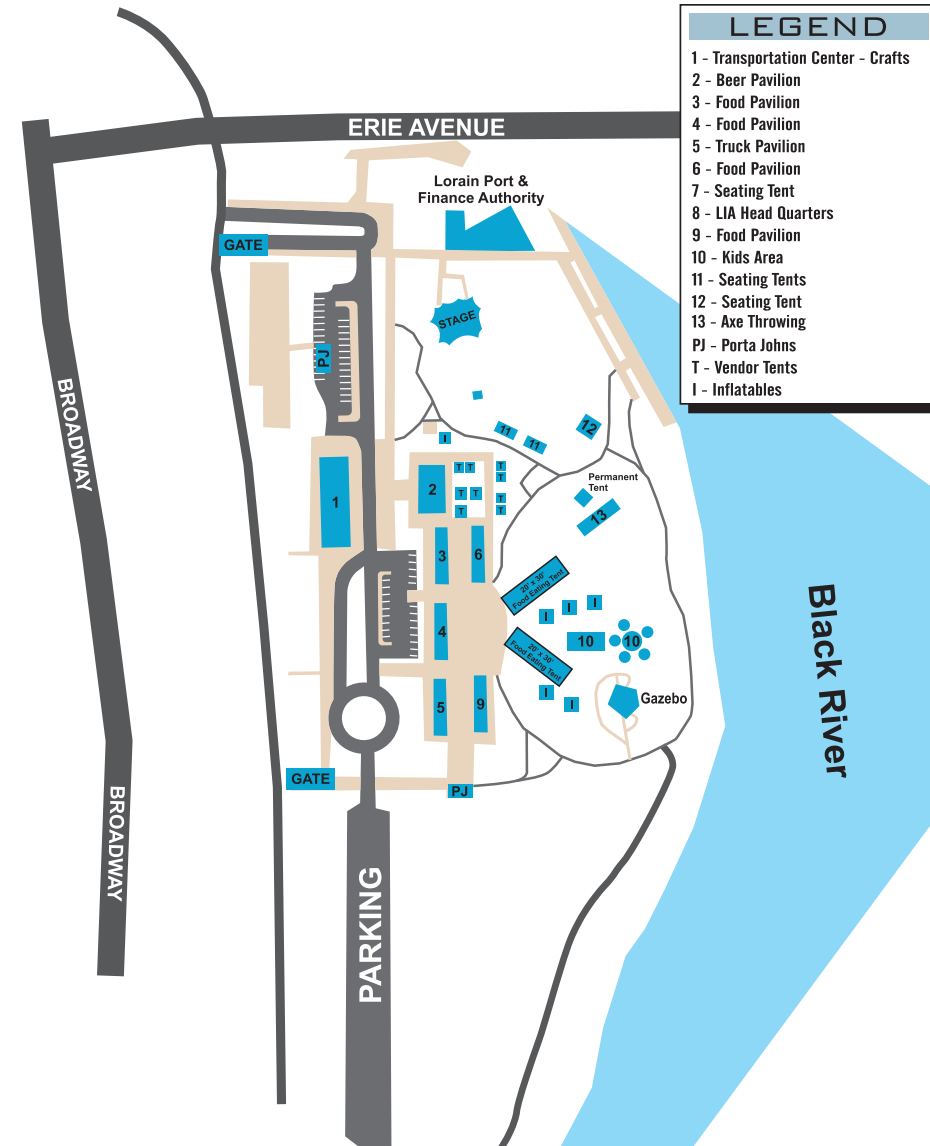 LEGEND
1 - Transportation Center - Crafts
2 - Beer Pavilion
3 - Food Pavilion
4 - Food Pavilion
5 - Truck Pavilion
6 - Food Pavilion
7 - Seating Tent
8 - LIA Head Quarters
9 - Food Pavilion
10 - Kids Area
11 - Seating Tents
12 - Seating Tent
13 - Axe Throwing
PJ - Porta Johns
T - Vendor Tents
I - Inflatables
ERIE AVENUE
Lorain Port &
Finance Authority
GATE
STAGE
PJ
BROADWAY
11
11
12
I
T
T
T
T
2
Permanent
Tent
1
T
T
T
T
T
13
3
6
20' x 30'
Food Eating Tent
I
I
I
4
10
10
20' x 30'
Food Eating Tent
I
I
5
9
Gazebo
Black River
GATE
PJ
BROADWAY
PARKING